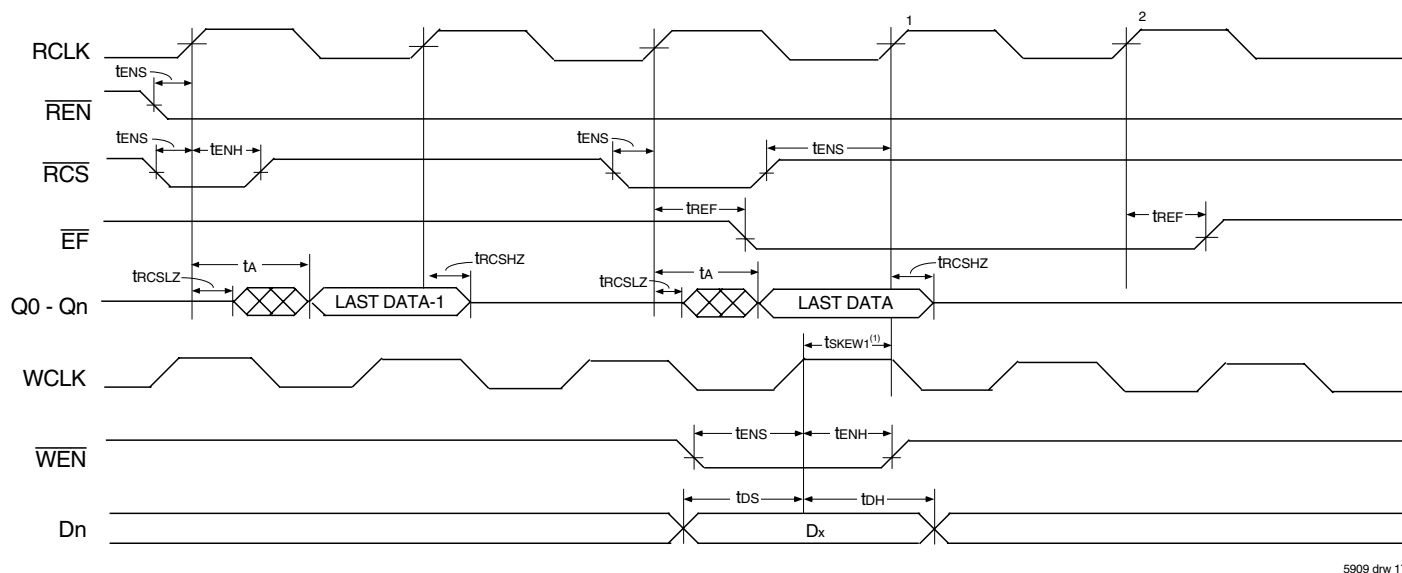 1
2
RCLK
tENS
REN
tENS
tENH
tENS
tENS
RCS
tREF
tREF
EF
tA
tRCSHZ
tA
tRCSHZ
tRCSLZ
tRCSLZ
Q0 - Qn
LAST DATA-1
LAST DATA
tSKEW1(1)
WCLK
tENS
tENH
WEN
tDS
tDH
Dn
Dx
5909 drw 17